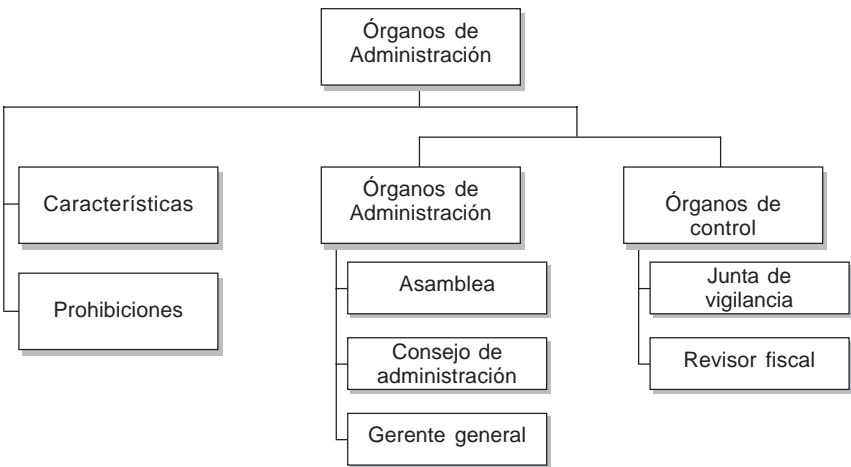 Órganos de
Administración
Características
Prohibiciones
Órganos de
Administración
Asamblea
Consejo de
administración
Gerente general
Órganos de
control
Junta de
vigilancia
Revisor fiscal